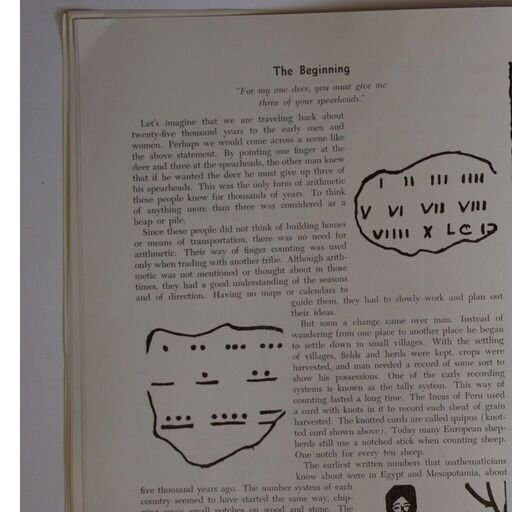 The Beginning
"For my one deer, you must give me
three of your spearheads."
Let's imagine that we are traveling back about
twenty-five thousand years to the early men and
women. Perhaps we would come across a scene like
the above statement. By pointing one finger at the
deer and three at the spearheads, the other man knew
that if he wanted the deer he must give up three of
his spearheads. This was the only form of arithmetic
these people knew for thousands of years. To think
of anything more than three was considered as a
heap or pile.
Since these people did not think of building homes
or means of transportation, there was no need for
arithmetic. Their way of finger counting was used
only when trading with another tribe. Although arith-
metic was not mentioned or thought about in those
times, they had a good understanding of the seasons
and of direction. Having no maps or calendars to
guide them, they had to slowly work and plan out
their ideas.
I II III IIII
V VI VII VIII
VIIII X L C D
But soon a change came over man. Instead of
wandering from one place to another place he began
to settle down in small villages. With the settling
of villages, fields and herds were kept, crops were
harvested, and man needed a record of some sort to
show his possessions. One of the early recording
systems is known as the tally system. This way of
counting lasted a long time. The Incas of Peru used
a card with knots in it to record each sheaf of grain
harvested. The knotted cords are called quipus (knot-
ted cord shown above). Today many European shep-
herds still use a notched stick when counting sheep.
One notch for every ten sheep.
The earliest written numbers that mathematicians
know about were in Egypt and Mesopotamia, about
five thousand years ago. The number system of each
country seemed to have started the same way, chip-
ping away small notches on wood and stone. The